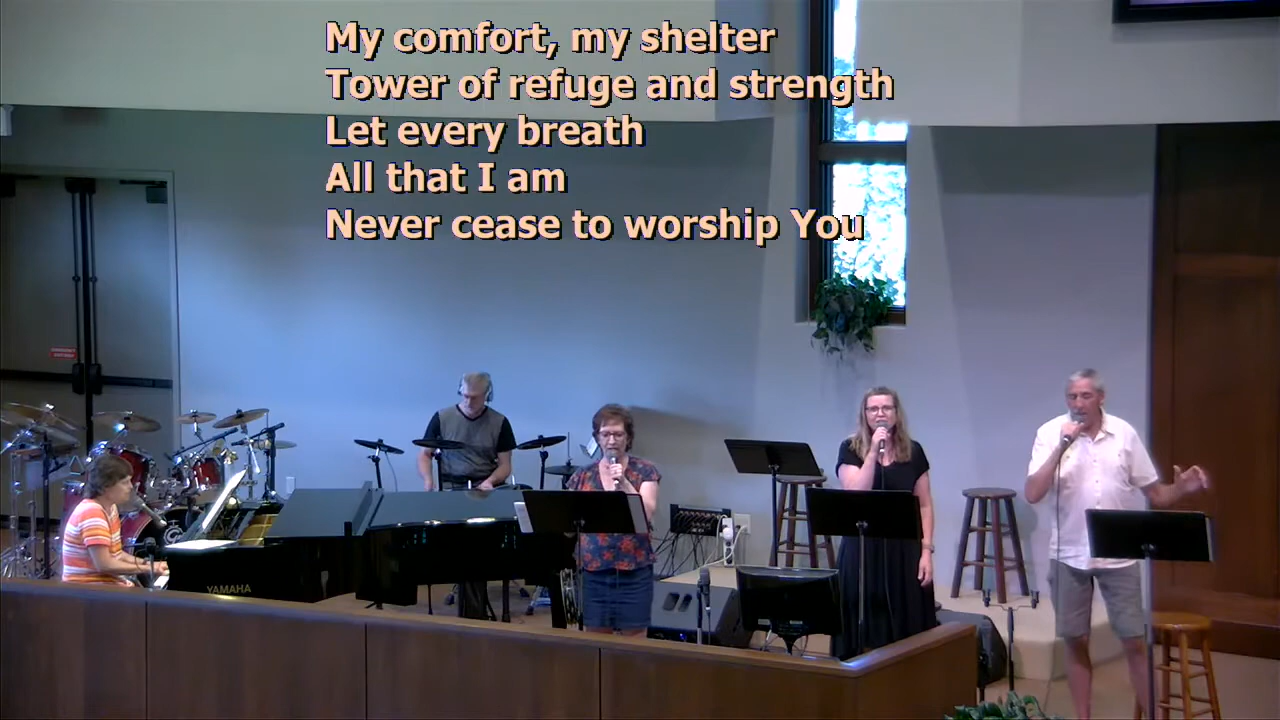 My comfort, my shelter
Tower of refuge and strength
Let every breath
All that I am
Never cease to worship You
YAMAHA